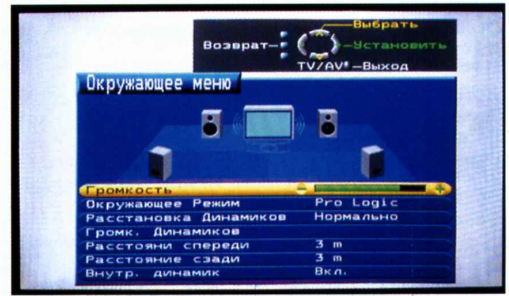 Выбрать
Возврат
Установить
TV/AV
Выход
Окружающее меню
Громкость
Окружающее Режим Pro Logic
Расстановка Динамиков Нормально
Громк. Динамиков
Расстояни спереди 3 m
Расстояние сзади 3 m
Внутр. динамик Вкл.